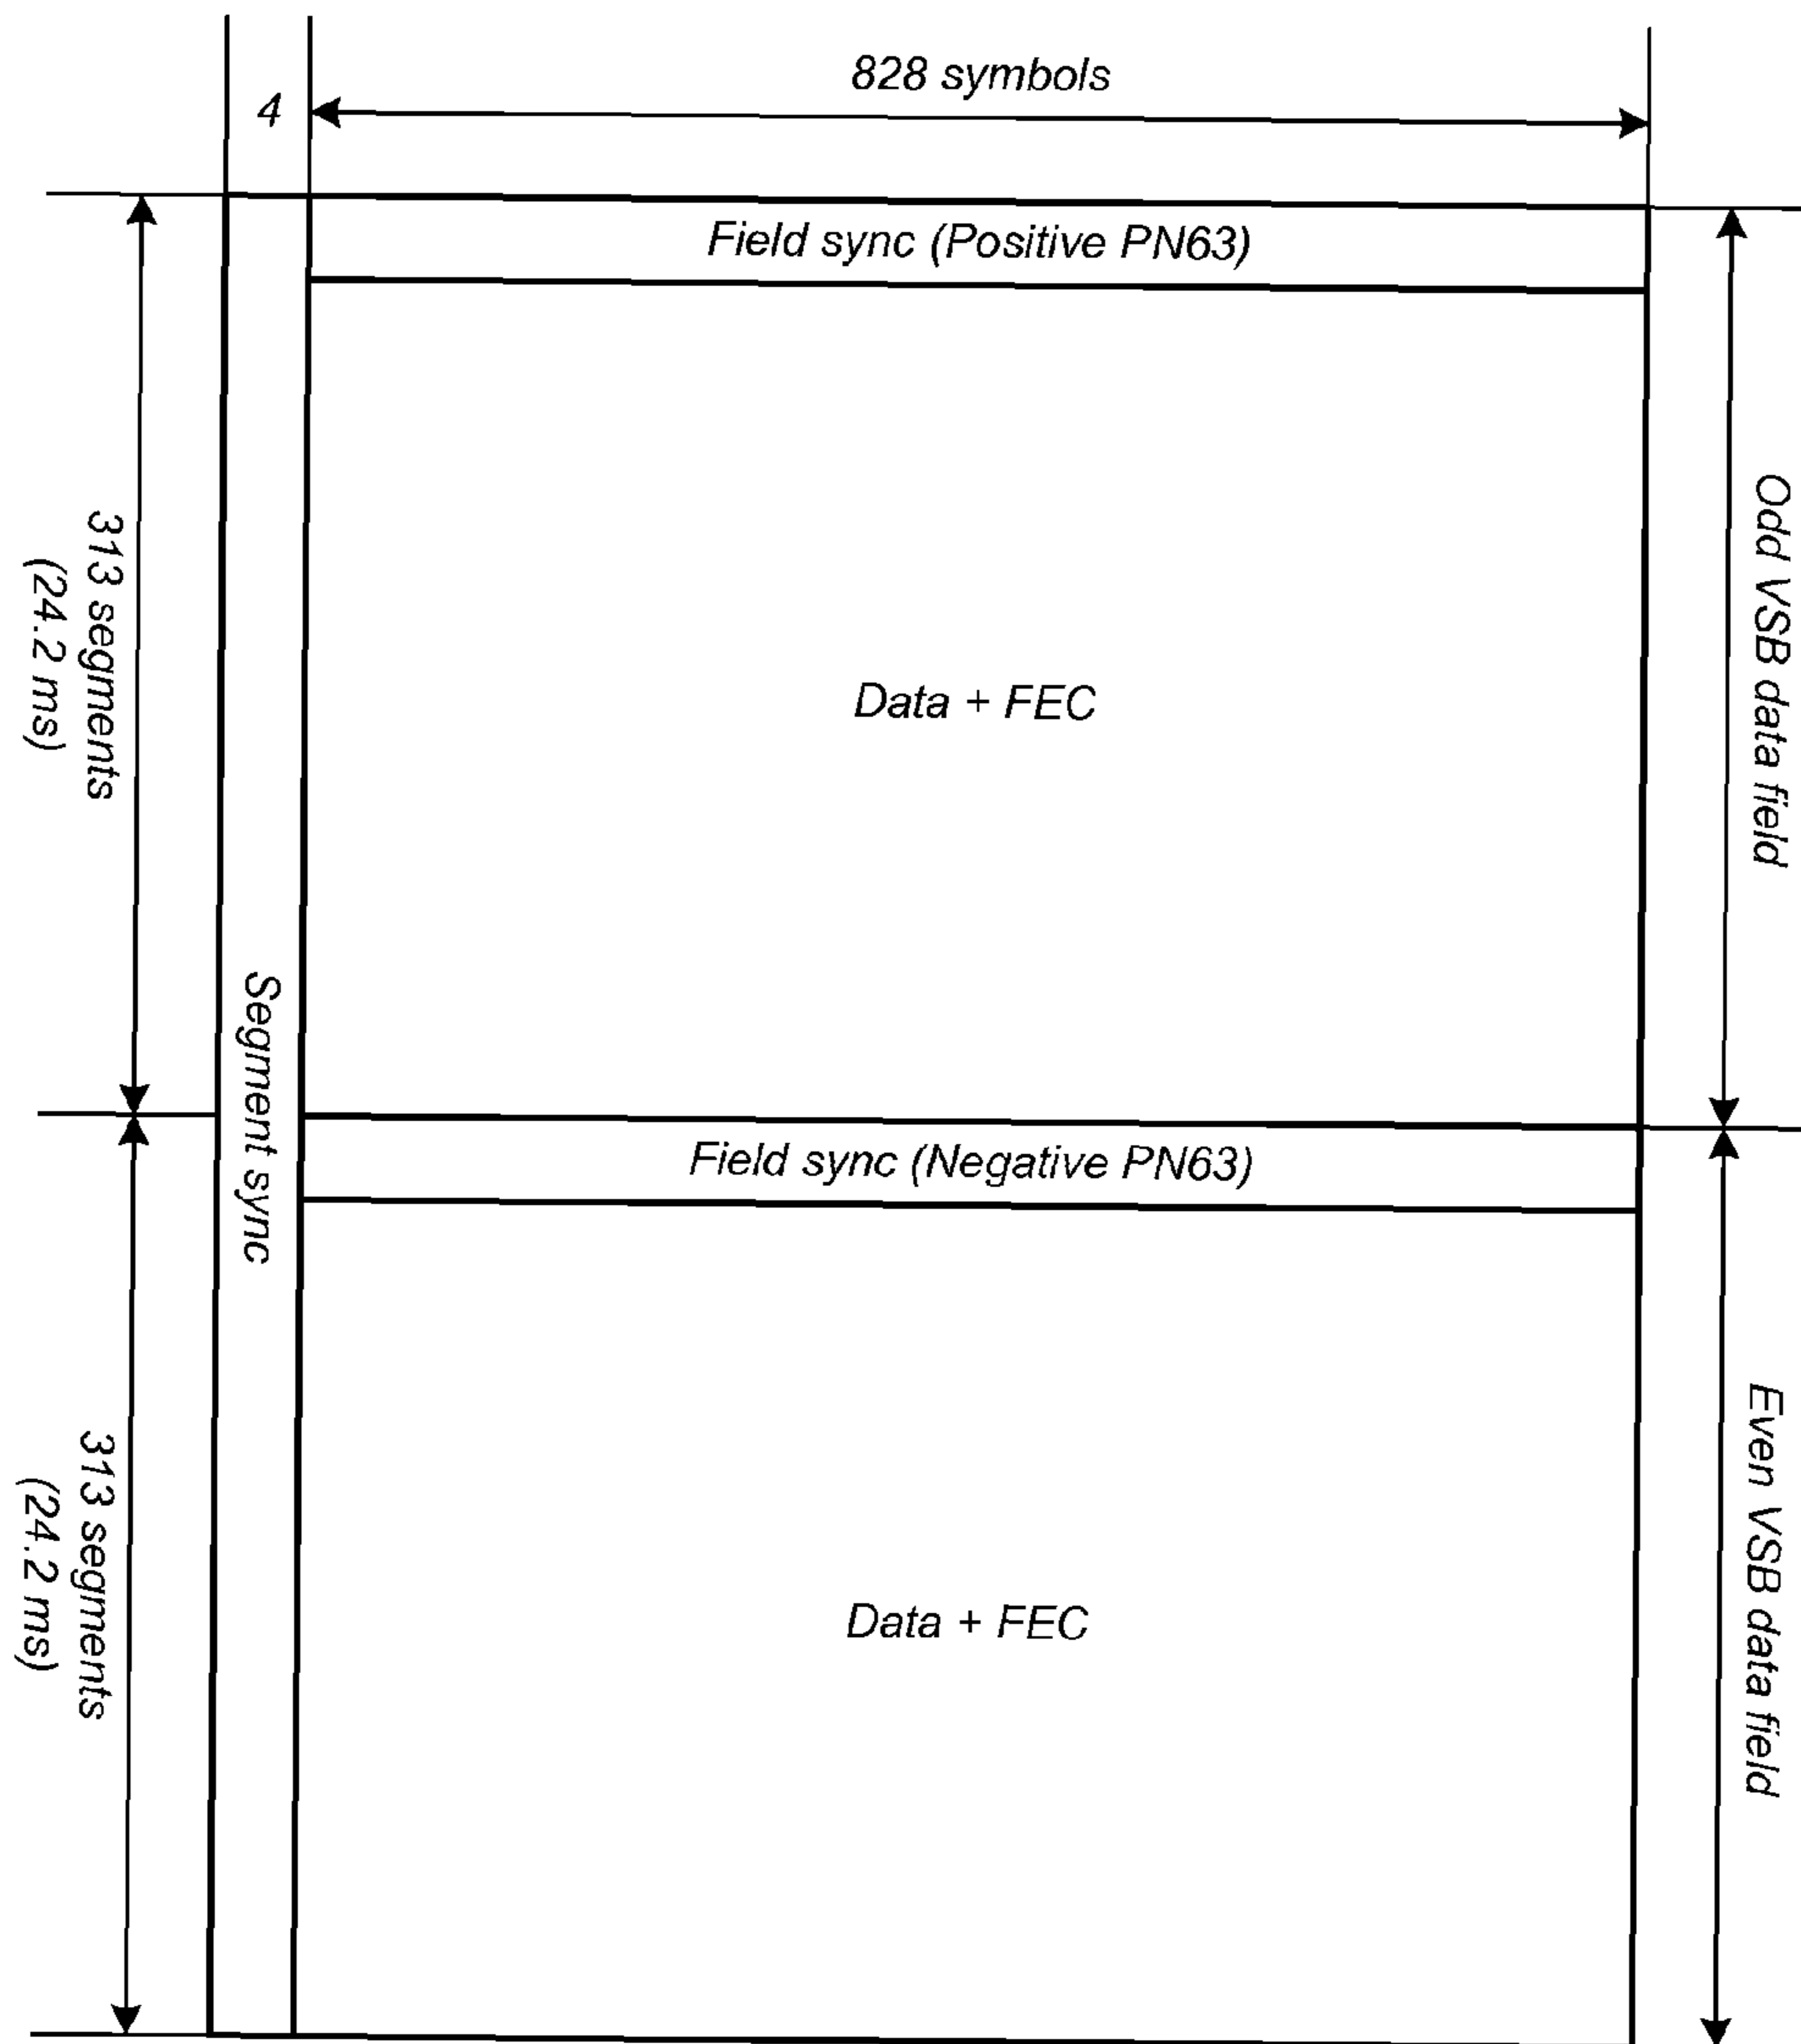 828 symbols
4
Field sync (Positive PN63)
Data + FEC
313 segments
(24.2 ms)
Odd VSB data field
Segment sync
Field sync (Negative PN63)
Data + FEC
313 segments
(24.2 ms)
Even VSB data field